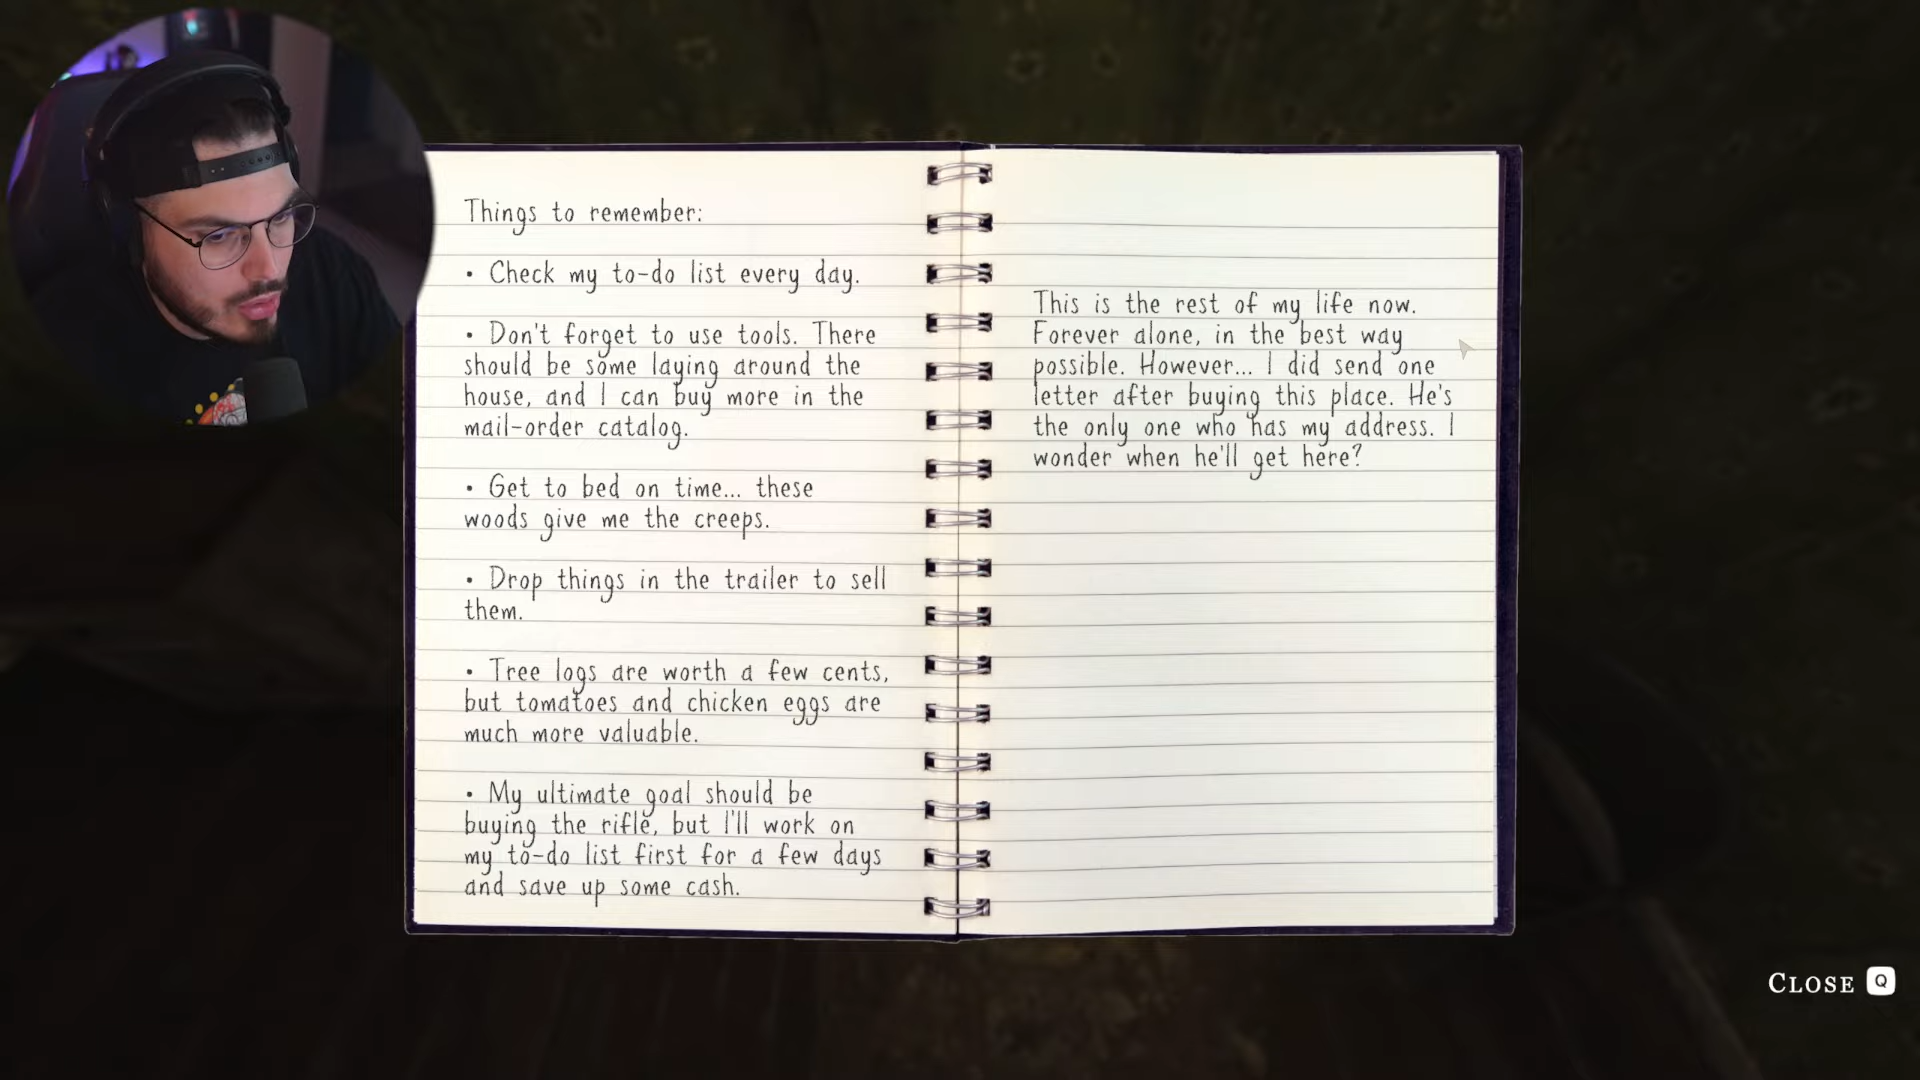 Things to remember:
• Check my to-do list every day.
• Don't forget to use tools. There
should be some laying around the
house, and I can buy more in the
mail-order catalog.
• Get to bed on time... these
woods give me the creeps.
• Drop things in the trailer to sell
them.
• Tree logs are worth a few cents,
but tomatoes and chicken eggs are
much more valuable.
• My ultimate goal should be
buying the rifle, but I'll work on
my to-do list first for a few days
and save up some cash.
This is the rest of my life now.
Forever alone, in the best way
possible. However... I did send one
letter after buying this place. He's
the only one who has my address. I
wonder when he'll get here?
CLOSE Q